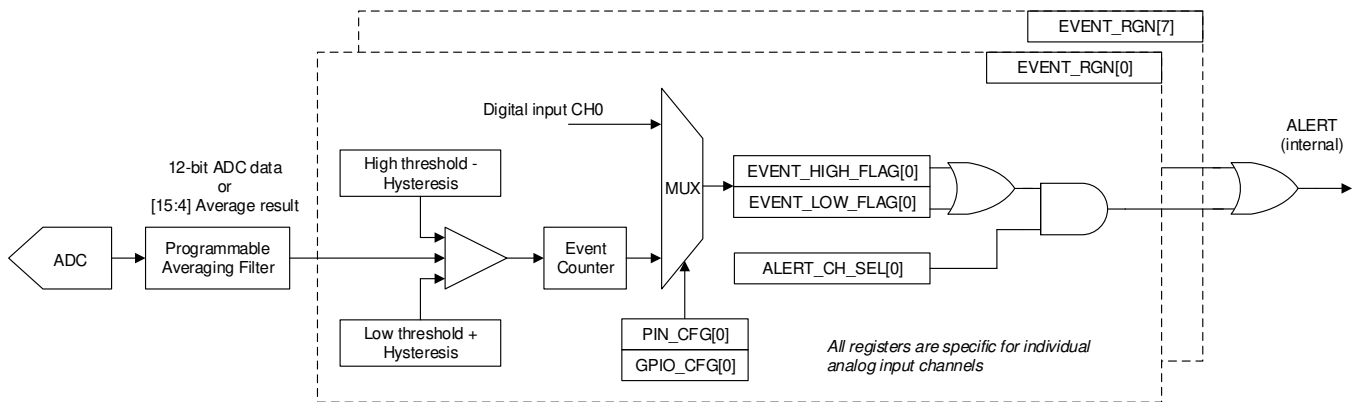 EVENT_RGN[7]
EVENT_RGN[0]
Digital input CH0
ALERT
(internal)
12-bit ADC data
or
[15:4] Average result
High threshold -
Hysteresis
MUX
EVENT_HIGH_FLAG[0]
EVENT_LOW_FLAG[0]
ADC
Programmable
Averaging Filter
Event
Counter
ALERT_CH_SEL[0]
Low threshold +
Hysteresis
PIN_CFG[0]
GPIO_CFG[0]
All registers are specific for individual
analog input channels